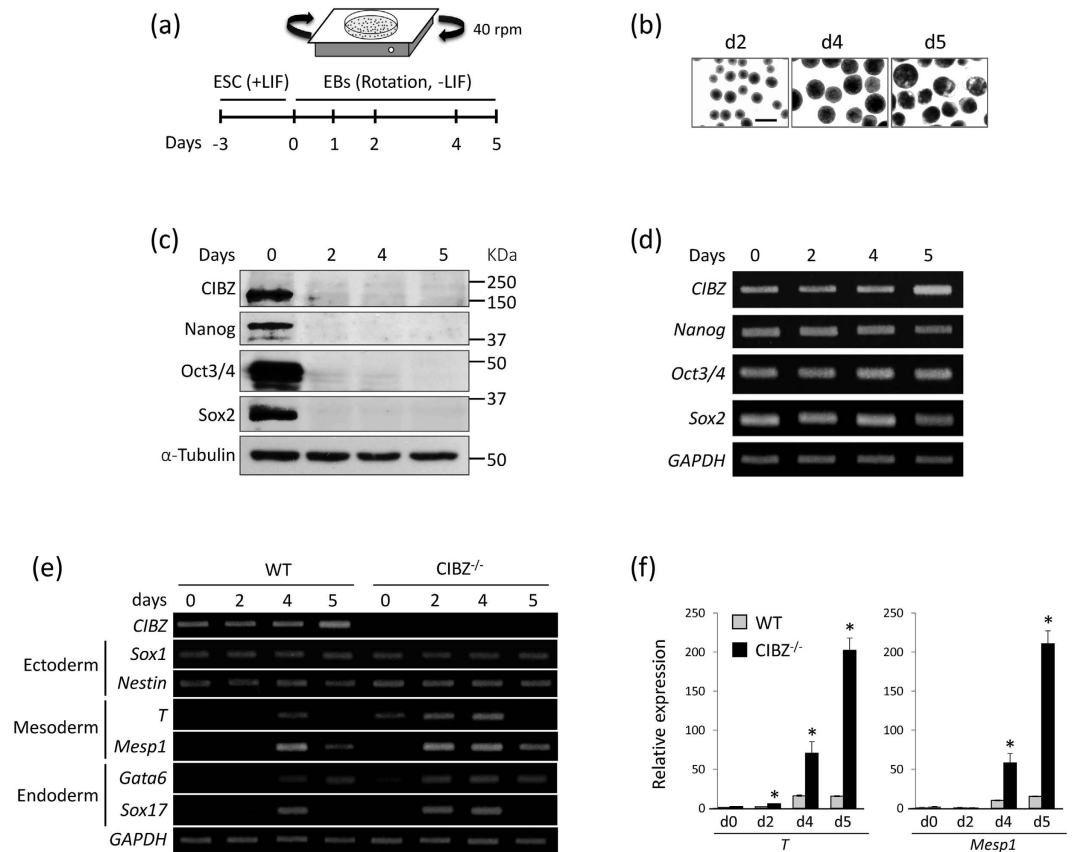 (a)
40 rpm
ESC (+LIF) EBs (Rotation, -LIF)
Days -3 0 1 2 4 5
(b)
d2 d4 d5
(c)
Days 0 2 4 5 KDa
CIBZ 250
150
Nanog
37
Oct3/4 50
37
Sox2
α-Tubulin 50
(d)
Days 0 2 4 5
CIBZ
Nanog
Oct3/4
Sox2
GAPDH
(e)
WT CIBZ-/-
days 0 2 4 5 0 2 4 5
CIBZ
Ectoderm Sox1
Nestin
Mesoderm T
Mesp1
Endoderm Gata6
Sox17
GAPDH
(f)
Relative expression
250 200 150 100 50 0
WT
CIBZ-/-
* * *
d0 d2 d4 d5
T
250 200 150 100 50 0
* *
d0 d2 d4 d5
Mesp1